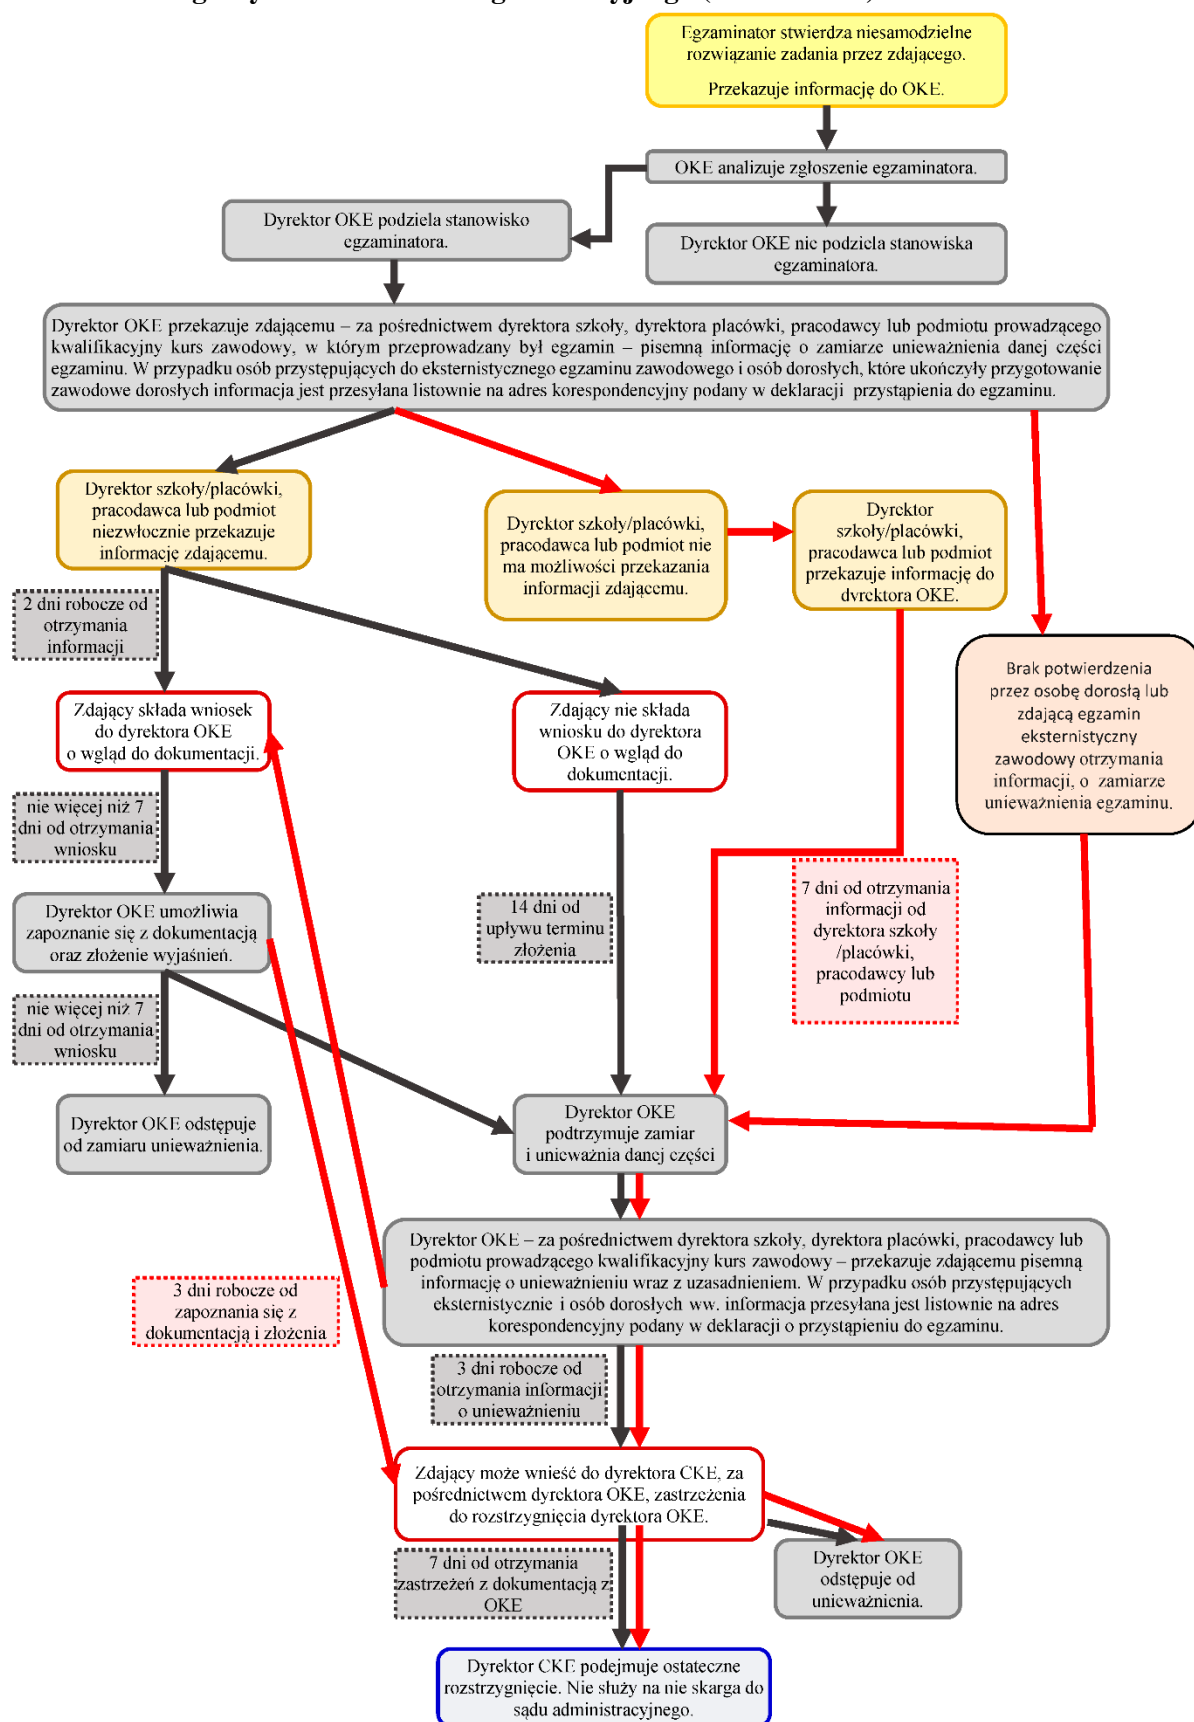 Egzaminator stwierdza niesamodzielne
rozwiązanie zadania przez zdającego.
Przekazuje informację do OKE.
OKE analizuje zgłoszenie egzaminatora.
Dyrektor OKE podziela stanowisko
egzaminatora.
Dyrektor OKE nie podziela stanowiska
egzaminatora.
Dyrektor OKE przekazuje zdającemu – za pośrednictwem dyrektora szkoły, dyrektora placówki, pracodawcy lub podmiotu prowadzącego
kwalifikacyjny kurs zawodowy, w którym przeprowadzany był egzamin – pisemną informację o zamiarze unieważnienia danej części
egzaminu. W przypadku osób przystępujących do eksternistycznego egzaminu zawodowego i osób dorosłych, które ukończyły przygotowanie
zawodowe dorosłych informacja jest przesyłana listownie na adres korespondencyjny podany w deklaracji przystąpienia do egzaminu.
Dyrektor szkoły/placówki,
pracodawca lub podmiot
niezwłocznie przekazuje
informację zdającemu.
Dyrektor szkoły/placówki,
pracodawca lub podmiot nie
ma możliwości przekazania
informacji zdającemu.
Dyrektor
szkoły/placówki,
pracodawca lub podmiot
przekazuje informację do
dyrektora OKE.
2 dni robocze od
otrzymania
informacji
Brak potwierdzenia
przez osobę dorosłą lub
zdającą egzamin
eksternistyczny
zawodowy otrzymania
informacji, o zamiarze
unieważnienia egzaminu.
Zdający składa wniosek
do dyrektora OKE
o wgląd do dokumentacji.
Zdający nie składa
wniosku do dyrektora
OKE o wgląd do
dokumentacji.
nie więcej niż 7
dni od otrzymania
wniosku
7 dni od otrzymania
informacji od
dyrektora szkoły
/placówki,
pracodawcy lub
podmiotu
Dyrektor OKE umożliwia
zapoznanie się z dokumentacją
oraz złożenie wyjaśnień.
14 dni od
upływu terminu
złożenia
nie więcej niż 7
dni od otrzymania
wniosku
Dyrektor OKE odstępuje
od zamiaru unieważnienia.
Dyrektor OKE
podtrzymuje zamiar
i unieważnia danej części
Dyrektor OKE – za pośrednictwem dyrektora szkoły, dyrektora placówki, pracodawcy lub
podmiotu prowadzącego kwalifikacyjny kurs zawodowy – przekazuje zdającemu pisemną
informację o unieważnieniu wraz z uzasadnieniem. W przypadku osób przystępujących
eksternistycznie i osób dorosłych ww. informacja przesyłana jest listownie na adres
korespondencyjny podany w deklaracji o przystąpieniu do egzaminu.
3 dni robocze od
zapoznania się z
dokumentacją i złożenia
3 dni robocze od
otrzymania informacji
o unieważnieniu
Zdający może wnieść do dyrektora CKE, za
pośrednictwem dyrektora OKE, zastrzeżenia
do rozstrzygnięcia dyrektora OKE.
7 dni od otrzymania
zastrzeżeń z dokumentacją z
OKE
Dyrektor OKE
odstępuje od
unieważnienia.
Dyrektor CKE podejmuje ostateczne
rozstrzygnięcie. Nie służy na nie skarga do
sądu administracyjnego.